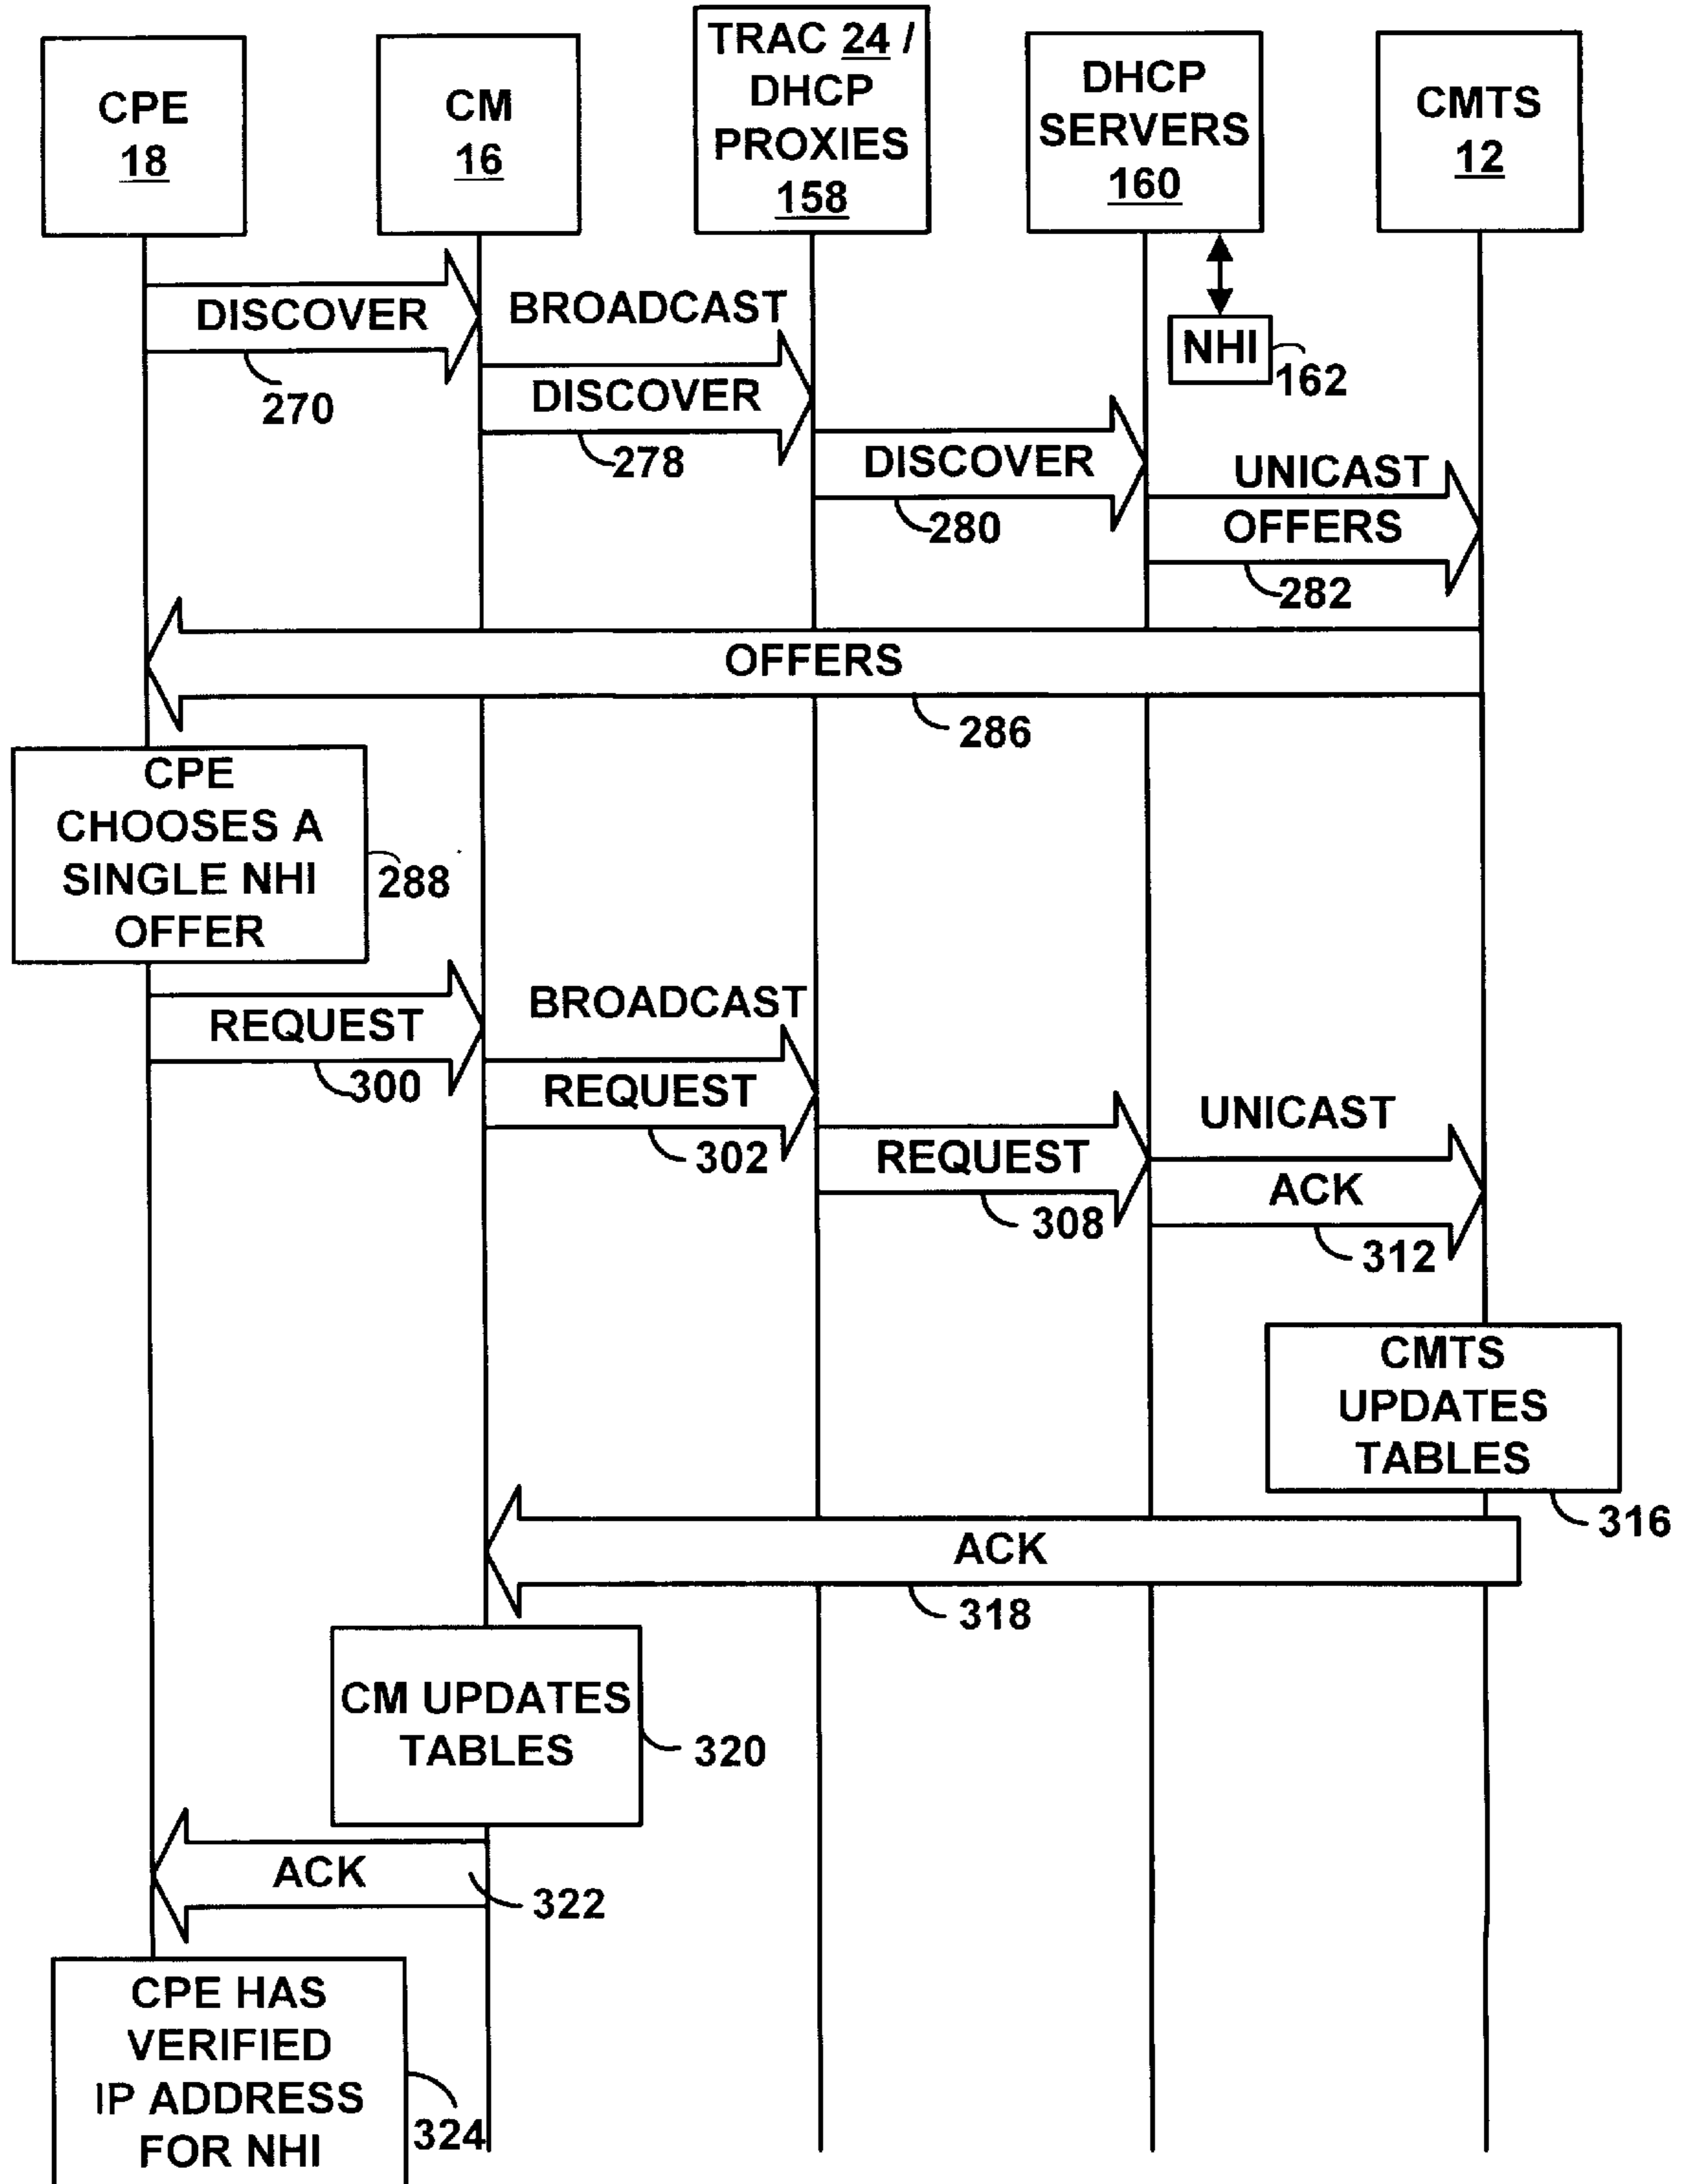 CPE
18
CM
16
TRAC 24 /
DHCP
PROXIES
158
DHCP
SERVERS
160
CMTS
12
DISCOVER
270
BROADCAST
DISCOVER
278
NHI
162
DISCOVER
280
UNICAST
OFFERS
282
OFFERS
286
CPE
CHOOSES A
SINGLE NHI
OFFER
288
REQUEST
300
BROADCAST
REQUEST
302
REQUEST
308
UNICAST
ACK
312
CMTS
UPDATES
TABLES
316
ACK
318
CM UPDATES
TABLES
320
ACK
322
CPE HAS
VERIFIED
IP ADDRESS
FOR NHI
324